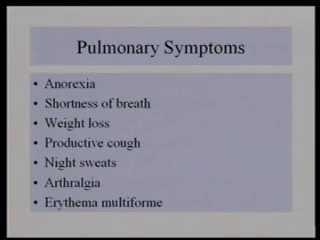 Pulmonary Symptoms
• Anorexia
• Shortness of breath
• Weight loss
• Productive cough
• Night sweats
• Arthralgia
• Erythema multiforme